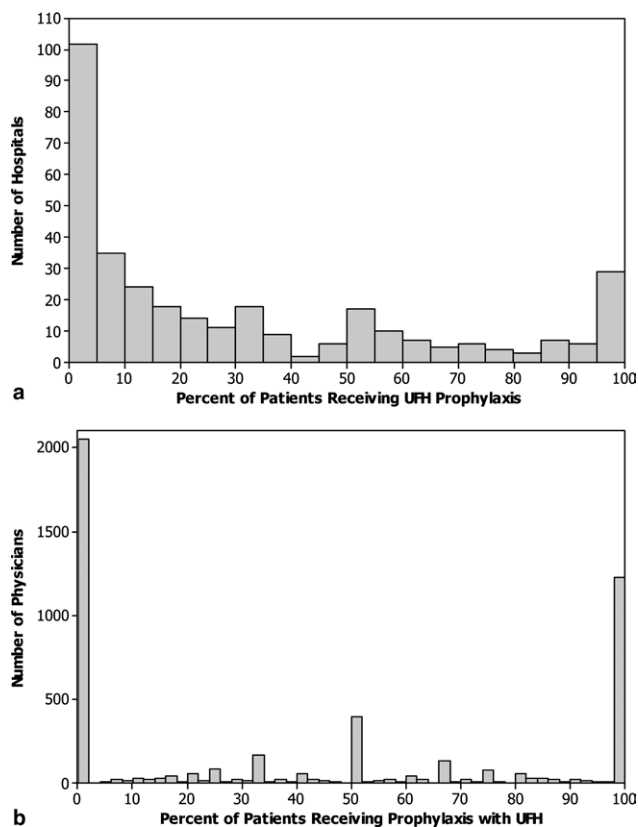 110
100
90
80
70
60
50
40
30
20
10
0
Number of Hospitals
0 10 20 30 40 50 60 70 80 90 100
Percent of Patients Receiving UFH Prophylaxis
a
2000
1500
1000
500
0
Number of Physicians
0 10 20 30 40 50 60 70 80 90 100
Percent of Patients Receiving Prophylaxis with UFH
b